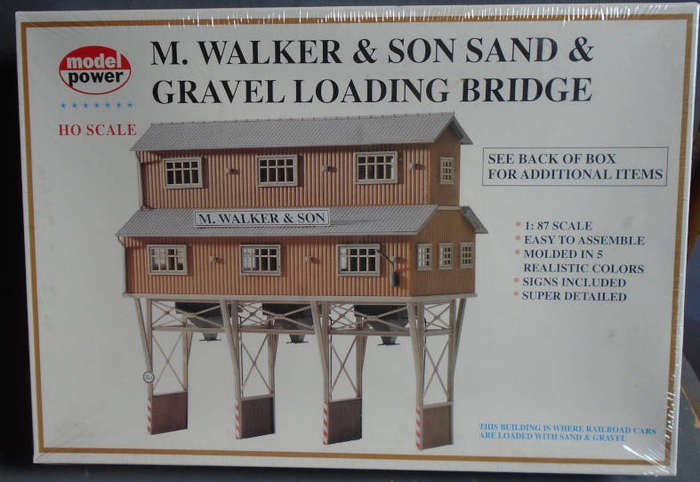 model
power
HO SCALE
M. WALKER & SON SAND &
GRAVEL LOADING BRIDGE
SEE BACK OF BOX
FOR ADDITIONAL ITEMS
M. WALKER & SON
* 1: 87 SCALE
* EASY TO ASSEMBLE
* MOLDED IN 5
REALISTIC COLORS
* SIGNS INCLUDED
* SUPER DETAILED
THIS BUILDING IS WHERE RAILROAD CARS
ARE LOADED WITH SAND & GRAVEL